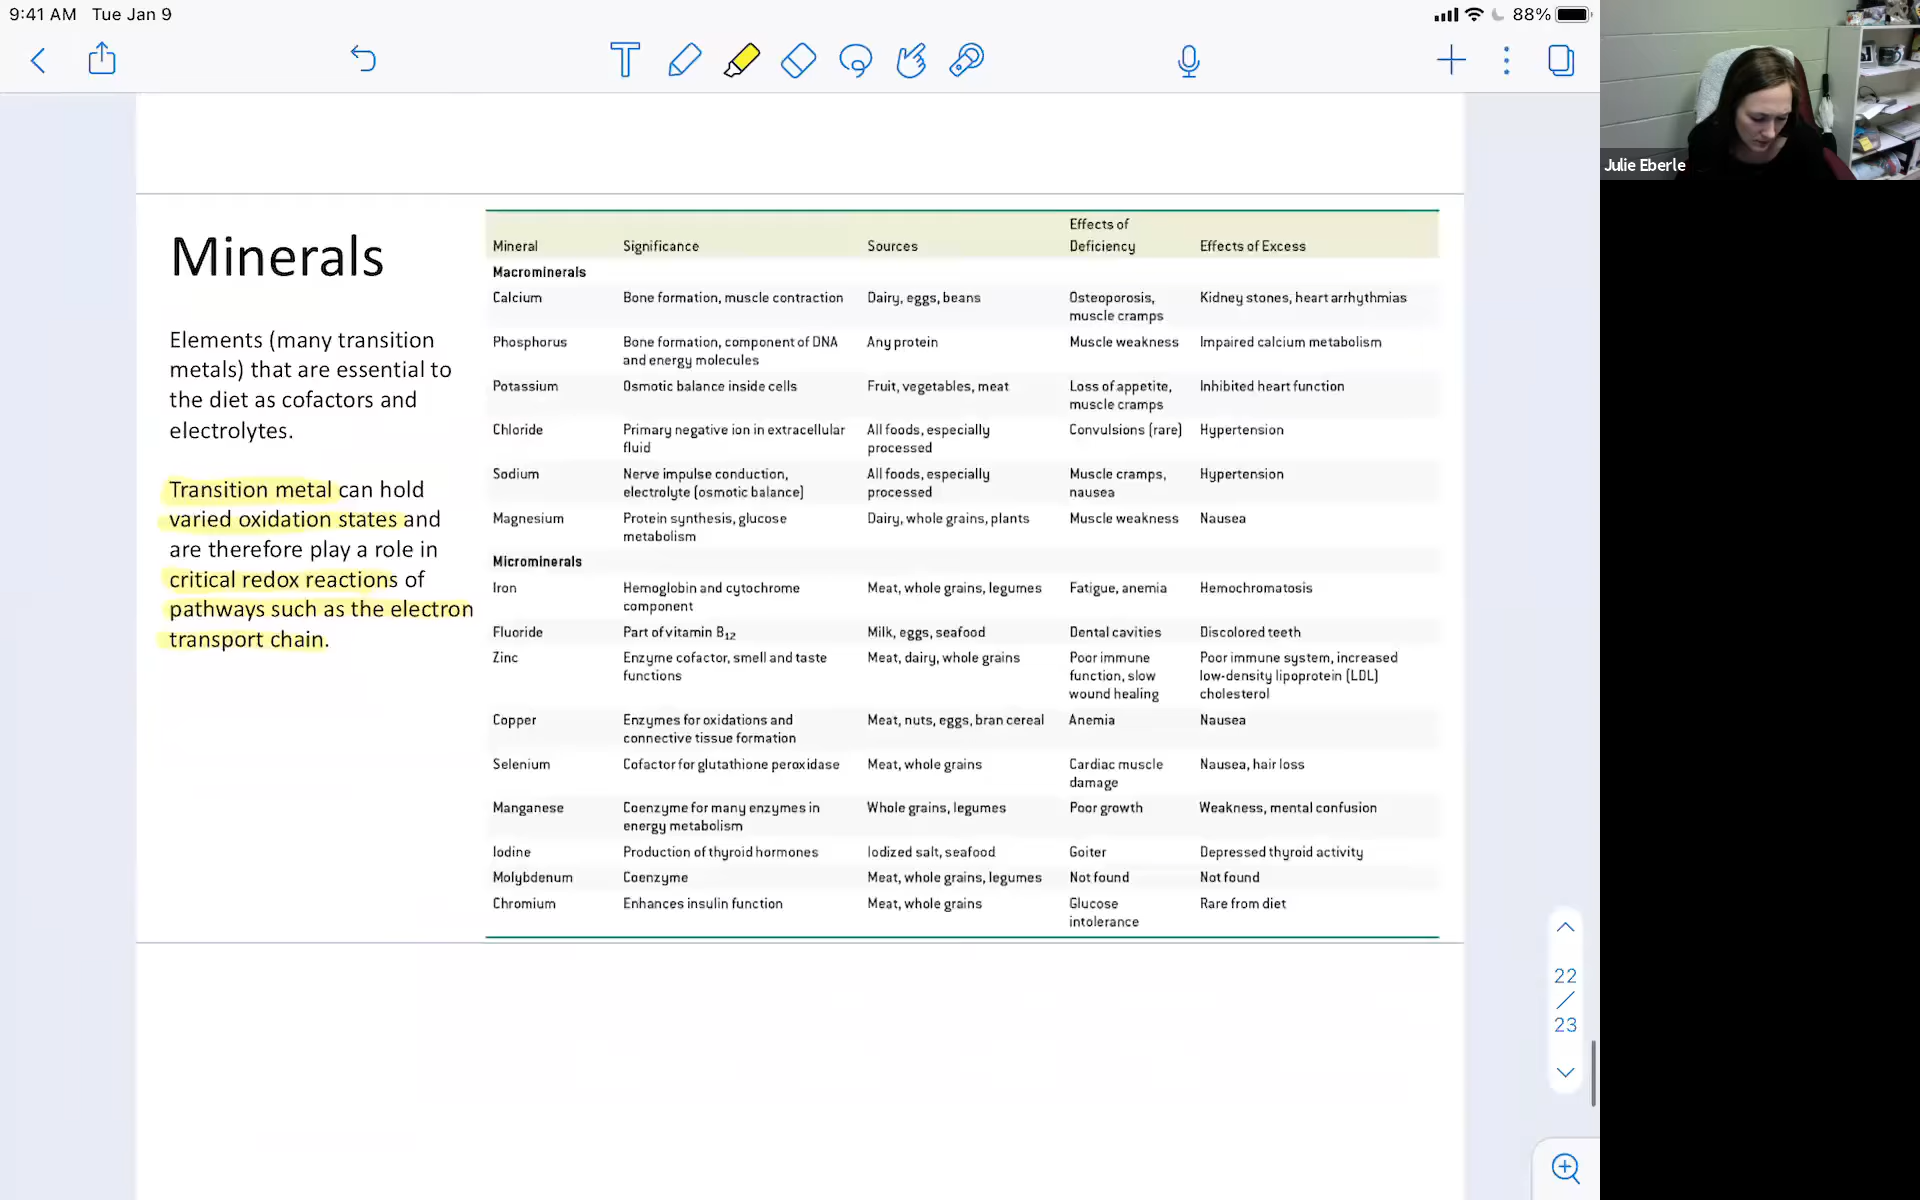 9:41 AM Tue Jan 9
88%
Julie Eberle
Minerals
Elements (many transition
metals) that are essential to
the diet as cofactors and
electrolytes.
Transition metal can hold
varied oxidation states and
are therefore play a role in
critical redox reactions of
pathways such as the electron
transport chain.
Effects of
Mineral Significance Sources Deficiency Effects of Excess
Macrominerals
Calcium Bone formation, muscle contraction Dairy, eggs, beans Osteoporosis, Kidney stones, heart arrhythmias
muscle cramps
Phosphorus Bone formation, component of DNA Any protein Muscle weakness Impaired calcium metabolism
and energy molecules
Potassium Osmotic balance inside cells Fruit, vegetables, meat Loss of appetite, Inhibited heart function
muscle cramps
Chloride Primary negative ion in extracellular All foods, especially Convulsions (rare) Hypertension
fluid processed
Sodium Nerve impulse conduction, All foods, especially Muscle cramps, Hypertension
electrolyte (osmotic balance) processed nausea
Magnesium Protein synthesis, glucose Dairy, whole grains, plants Muscle weakness Nausea
metabolism
Microminerals
Iron Hemoglobin and cytochrome Meat, whole grains, legumes Fatigue, anemia Hemochromatosis
component
Fluoride Part of vitamin B12 Milk, eggs, seafood Dental cavities Discolored teeth
Zinc Enzyme cofactor, smell and taste Meat, dairy, whole grains Poor immune Poor immune system, increased
functions function, slow low-density lipoprotein (LDL)
wound healing cholesterol
Copper Enzymes for oxidations and Meat, nuts, eggs, bran cereal Anemia Nausea
connective tissue formation
Selenium Cofactor for glutathione peroxidase Meat, whole grains Cardiac muscle Nausea, hair loss
damage
Manganese Coenzyme for many enzymes in Whole grains, legumes Poor growth Weakness, mental confusion
energy metabolism
Iodine Production of thyroid hormones Iodized salt, seafood Goiter Depressed thyroid activity
Molybdenum Coenzyme Meat, whole grains, legumes Not found Not found
Chromium Enhances insulin function Meat, whole grains Glucose Rare from diet
intolerance
22
/
23